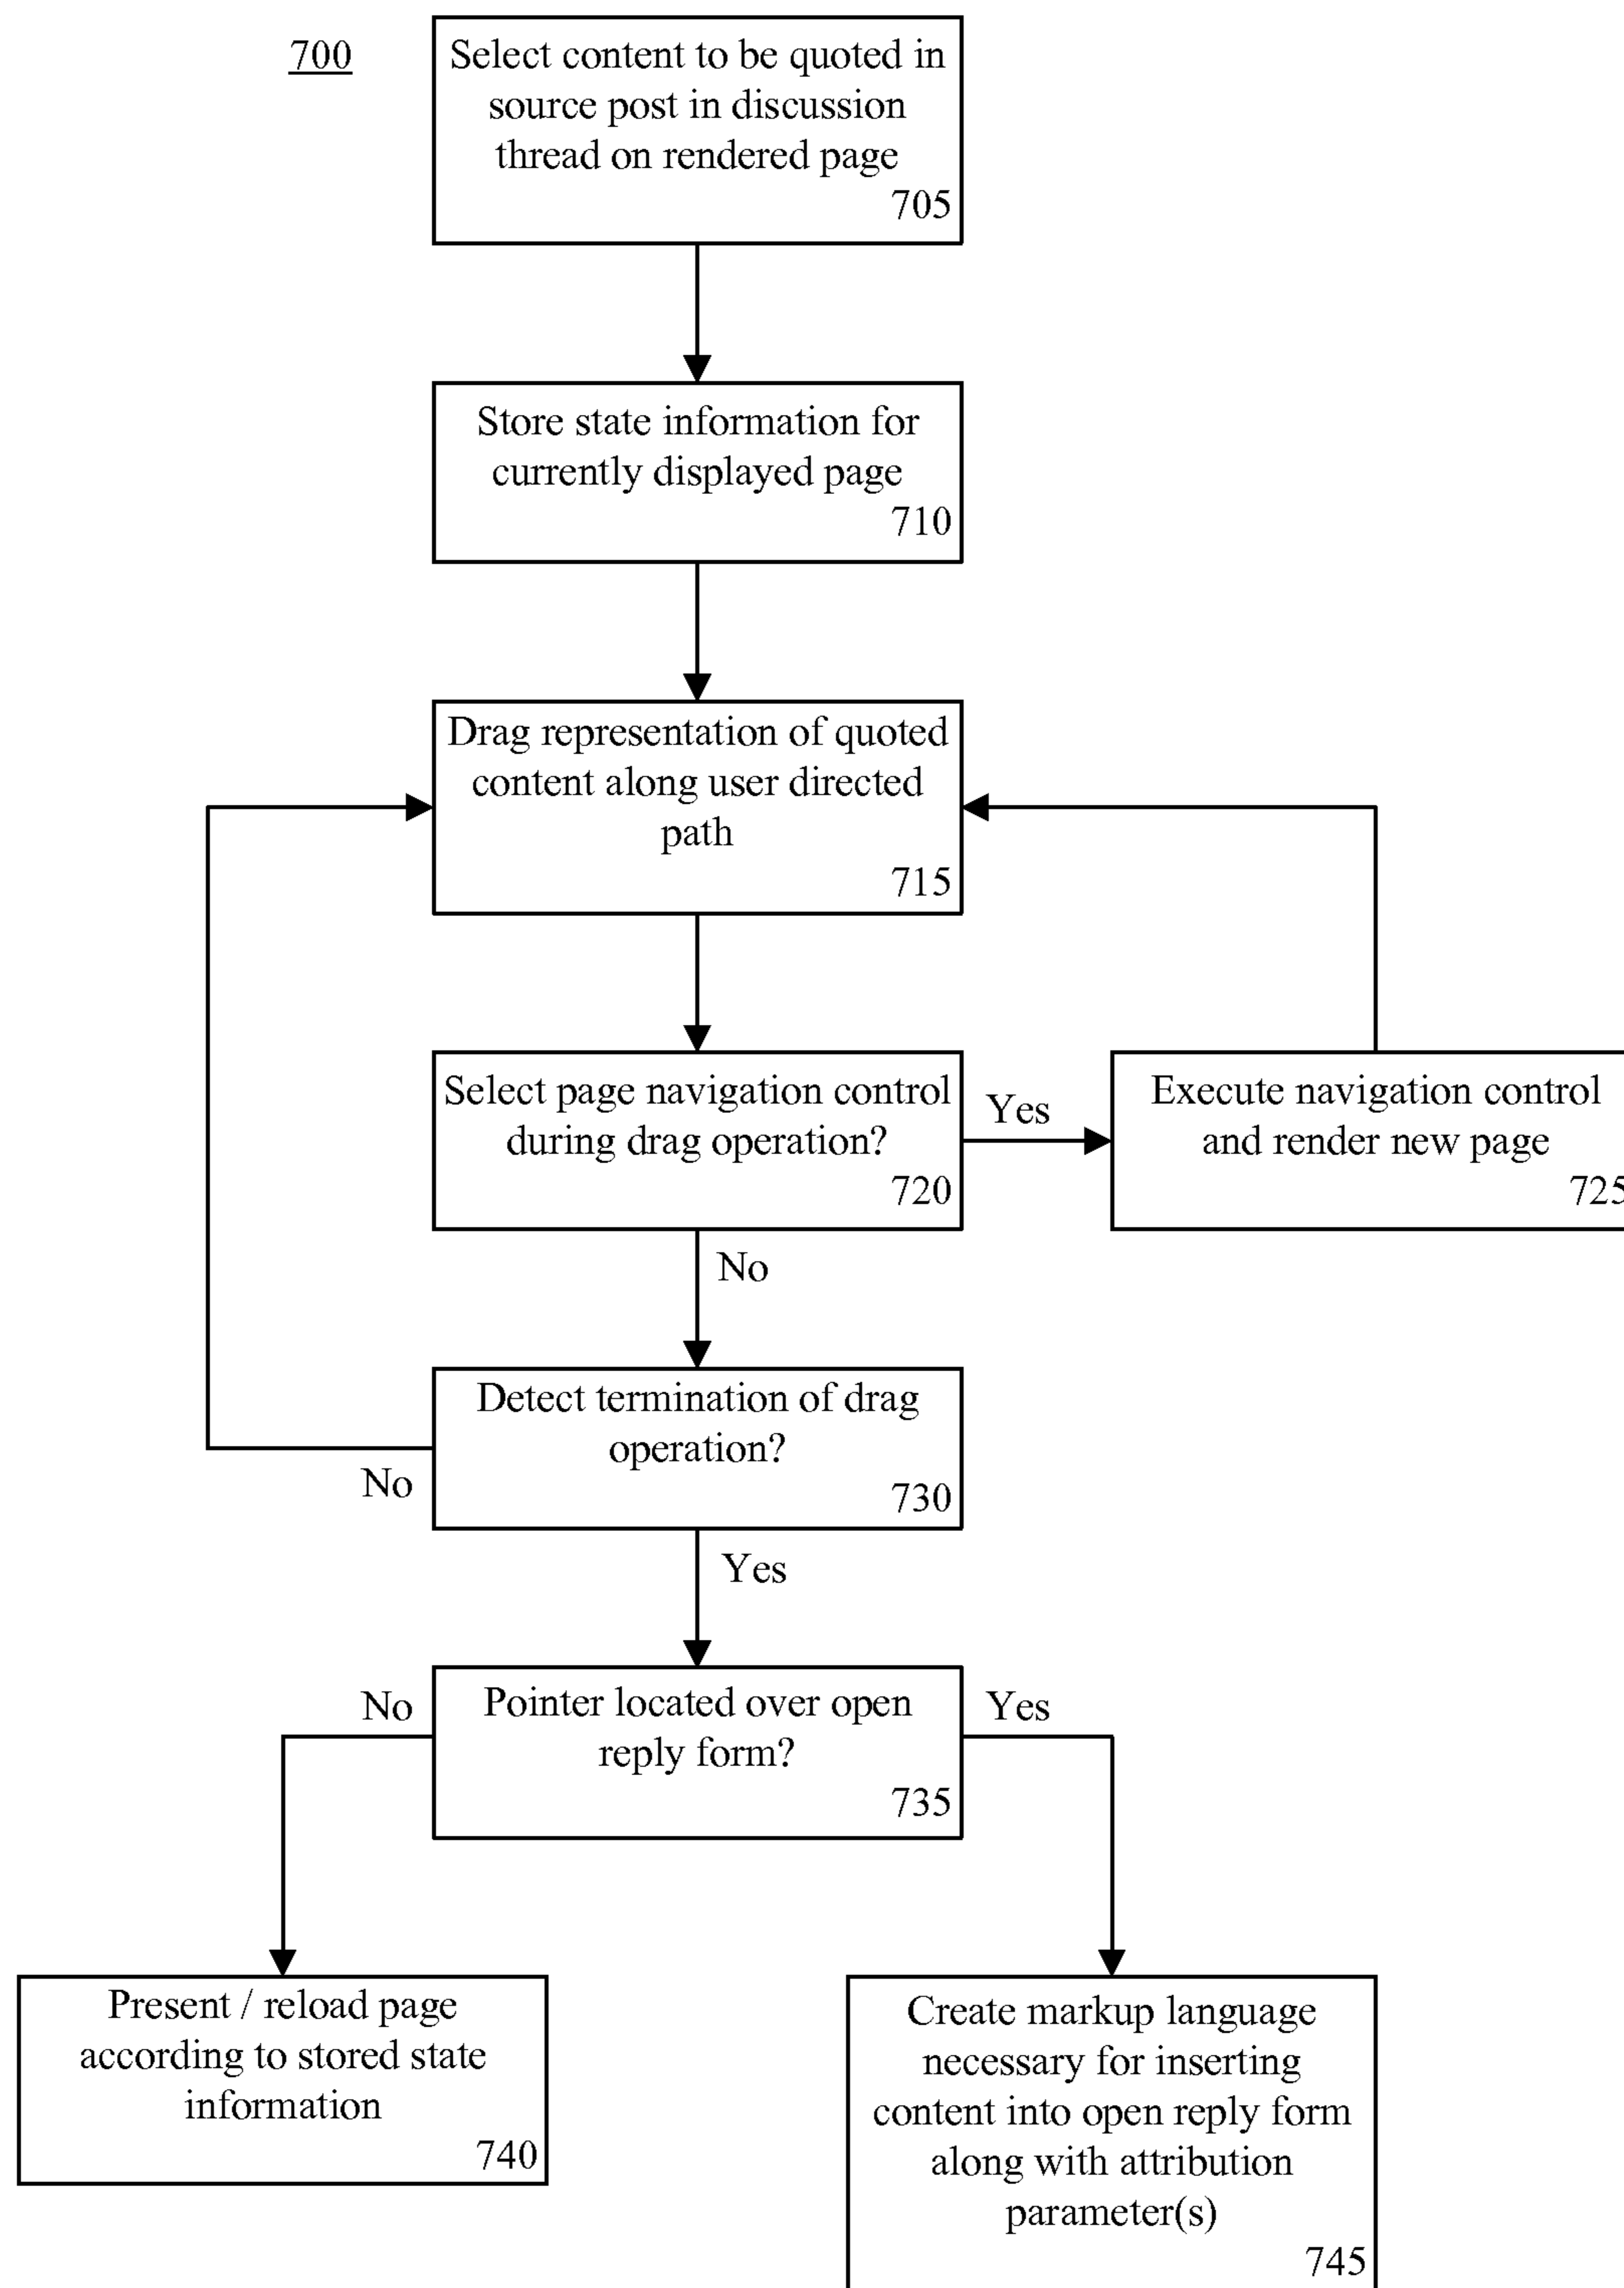 700
Select content to be quoted in
source post in discussion
thread on rendered page
705
Store state information for
currently displayed page
710
Drag representation of quoted
content along user directed
path
715
Select page navigation control
during drag operation?
720
Yes
Execute navigation control
and render new page
725
No
Detect termination of drag
operation?
730
No
Yes
Pointer located over open
reply form?
735
No
Yes
Present / reload page
according to stored state
information
740
Create markup language
necessary for inserting
content into open reply form
along with attribution
parameter(s)
745